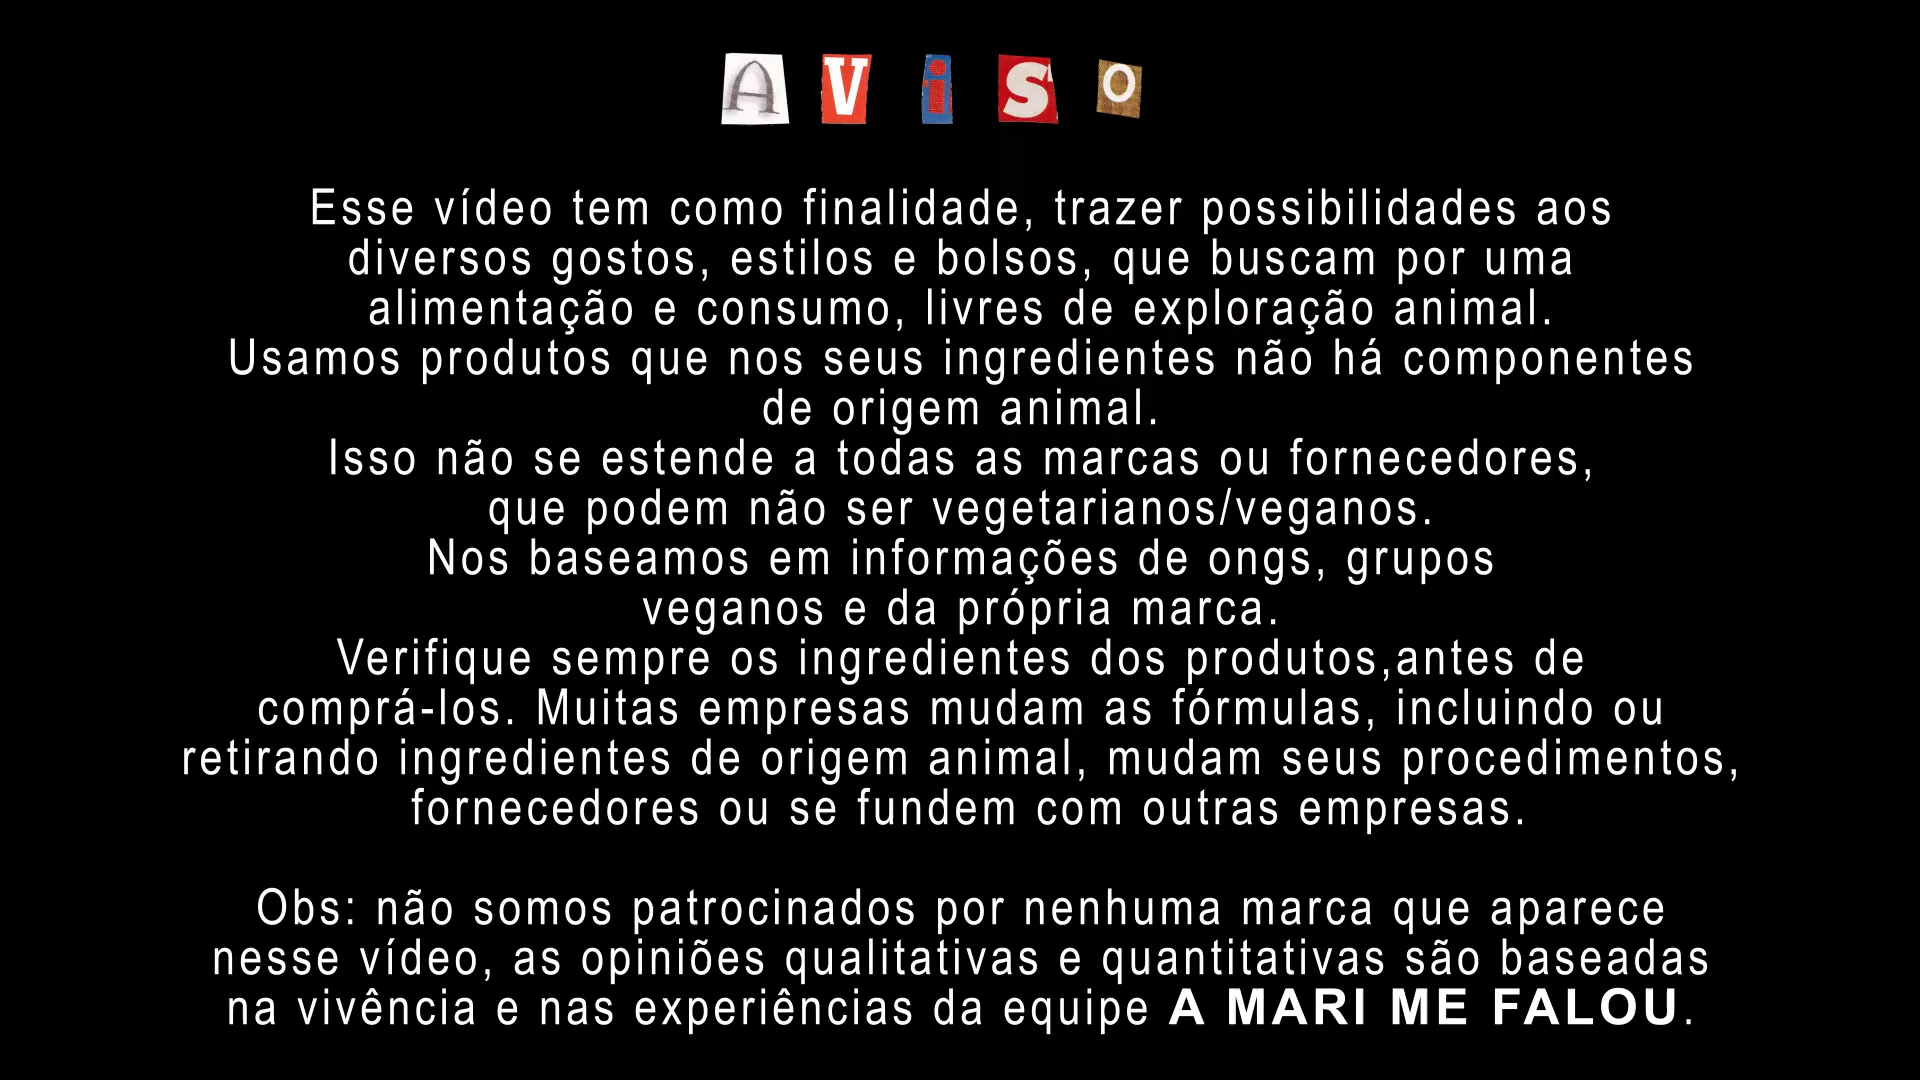 AViSO
Esse vídeo tem como finalidade, trazer possibilidades aos
diversos gostos, estilos e bolsos, que buscam por uma
alimentação e consumo, livres de exploração animal.
Usamos produtos que nos seus ingredientes não há componentes
de origem animal.
Isso não se estende a todas as marcas ou fornecedores,
que podem não ser vegetarianos/veganos.
Nos baseamos em informações de ongs, grupos
veganos e da própria marca.
Verifique sempre os ingredientes dos produtos,antes de
comprá-los. Muitas empresas mudam as fórmulas, incluindo ou
retirando ingredientes de origem animal, mudam seus procedimentos,
fornecedores ou se fundem com outras empresas.
Obs: não somos patrocinados por nenhuma marca que aparece
nesse vídeo, as opiniões qualitativas e quantitativas são baseadas
na vivência e nas experiências da equipe A MARI ME FALOU.